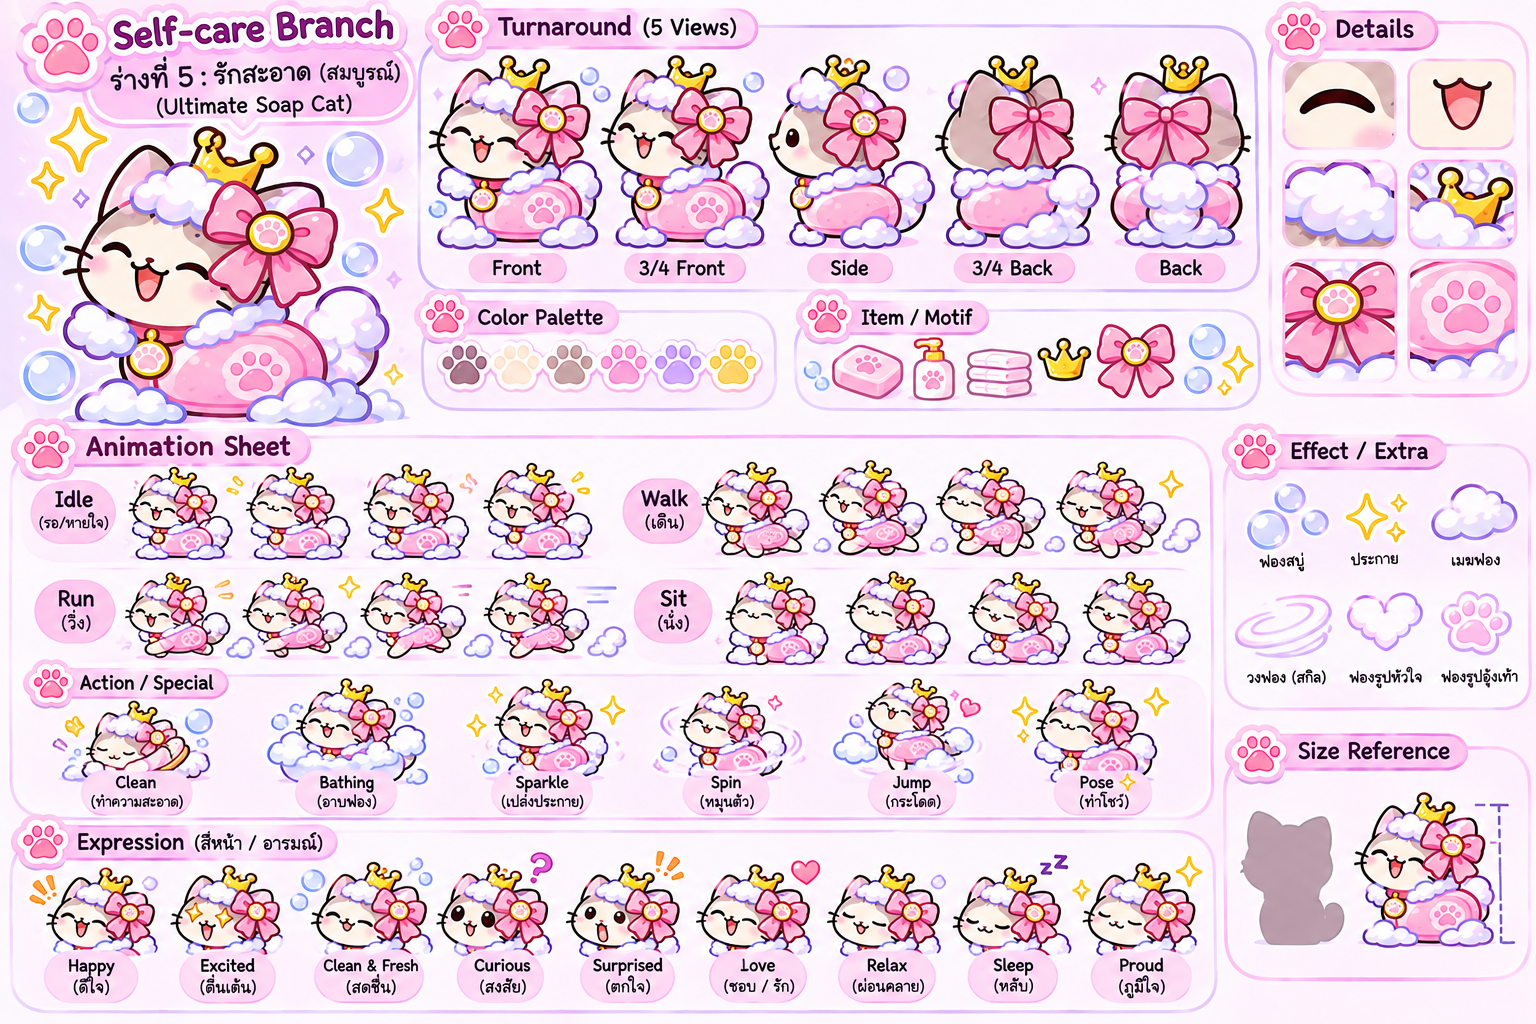 Self-care Branch
ร่างที่ 5 : รักสะอาด (สมบูรณ์)
(Ultimate Soap Cat)
Turnaround (5 Views)
Front
3/4 Front
Side
3/4 Back
Back
Details
Color Palette
Item / Motif
Animation Sheet
Idle
(รอ/หายใจ)
Walk
(เดิน)
Run
(วิ่ง)
Sit
(นั่ง)
Action / Special
Clean
(ทำความสะอาด)
Bathing
(อาบฟอง)
Sparkle
(เปล่งประกาย)
Spin
(หมุนตัว)
Jump
(กระโดด)
Pose
(ท่าโชว์)
Effect / Extra
ฟองสบู่
ประกาย
เมฆฟอง
วงฟอง (สกิล)
ฟองรูปหัวใจ
ฟองรูปอุ้งเท้า
Size Reference
Expression (สีหน้า / อารมณ์)
?
zZZ
Happy
(ดีใจ)
Excited
(ตื่นเต้น)
Clean & Fresh
(สดชื่น)
Curious
(สงสัย)
Surprised
(ตกใจ)
Love
(ชอบ / รัก)
Relax
(ผ่อนคลาย)
Sleep
(หลับ)
Proud
(ภูมิใจ)